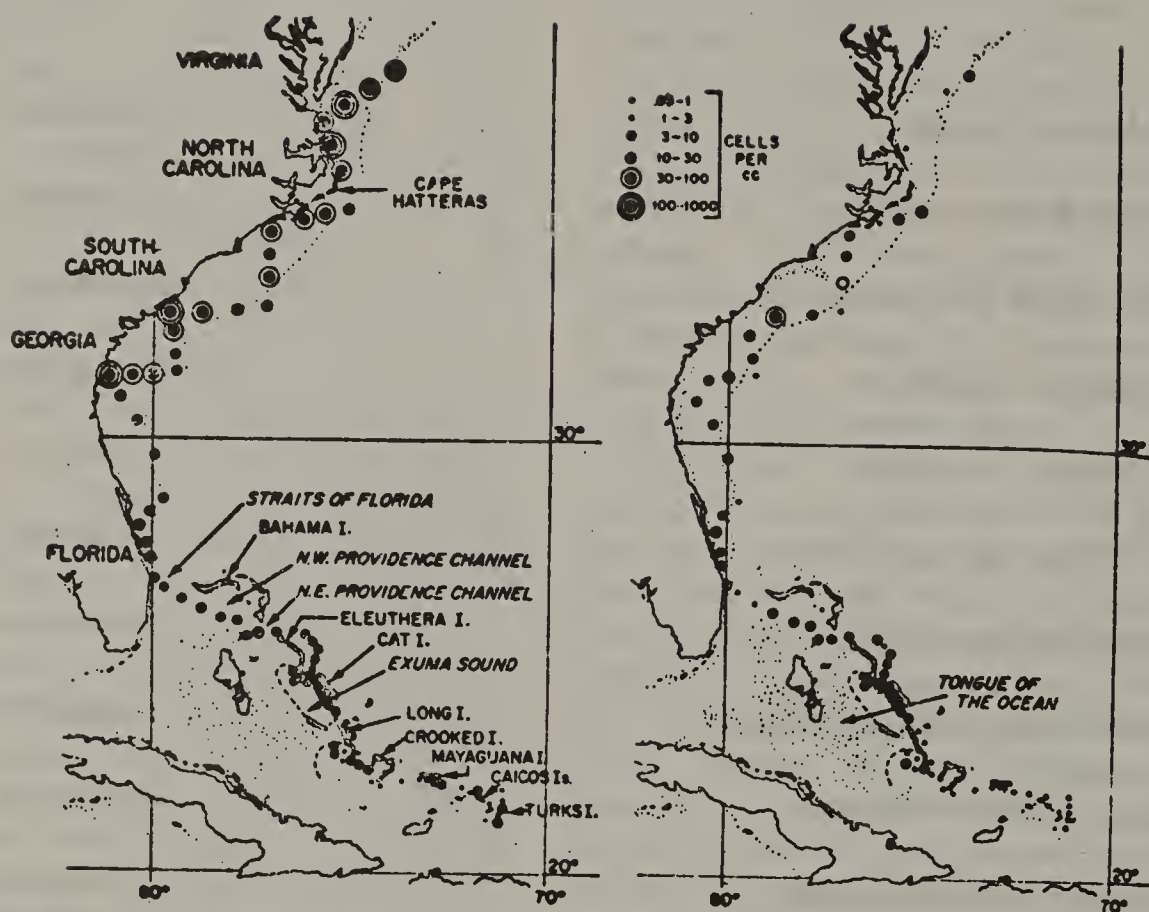 VIRGINIA
NORTH
CAROLINA
CAPE
HATTERAS
SOUTH
CAROLINA
GEORGIA
30°
STRAITS OF FLORIDA
BAHAMA I.
FLORIDA
N.W. PROVIDENCE CHANNEL
N.E. PROVIDENCE CHANNEL
ELEUTHERA I.
CAT I.
EXUMA SOUND
LONG I.
CROOKED I.
MAYAGUANA I.
CAICOS Is.
TURKS I.
20°
80°
70°
1-3
3-10
10-30
30-100
100-1000
CELLS
PER
CC
30°
TONGUE OF
THE OCEAN
20°
80°
70°